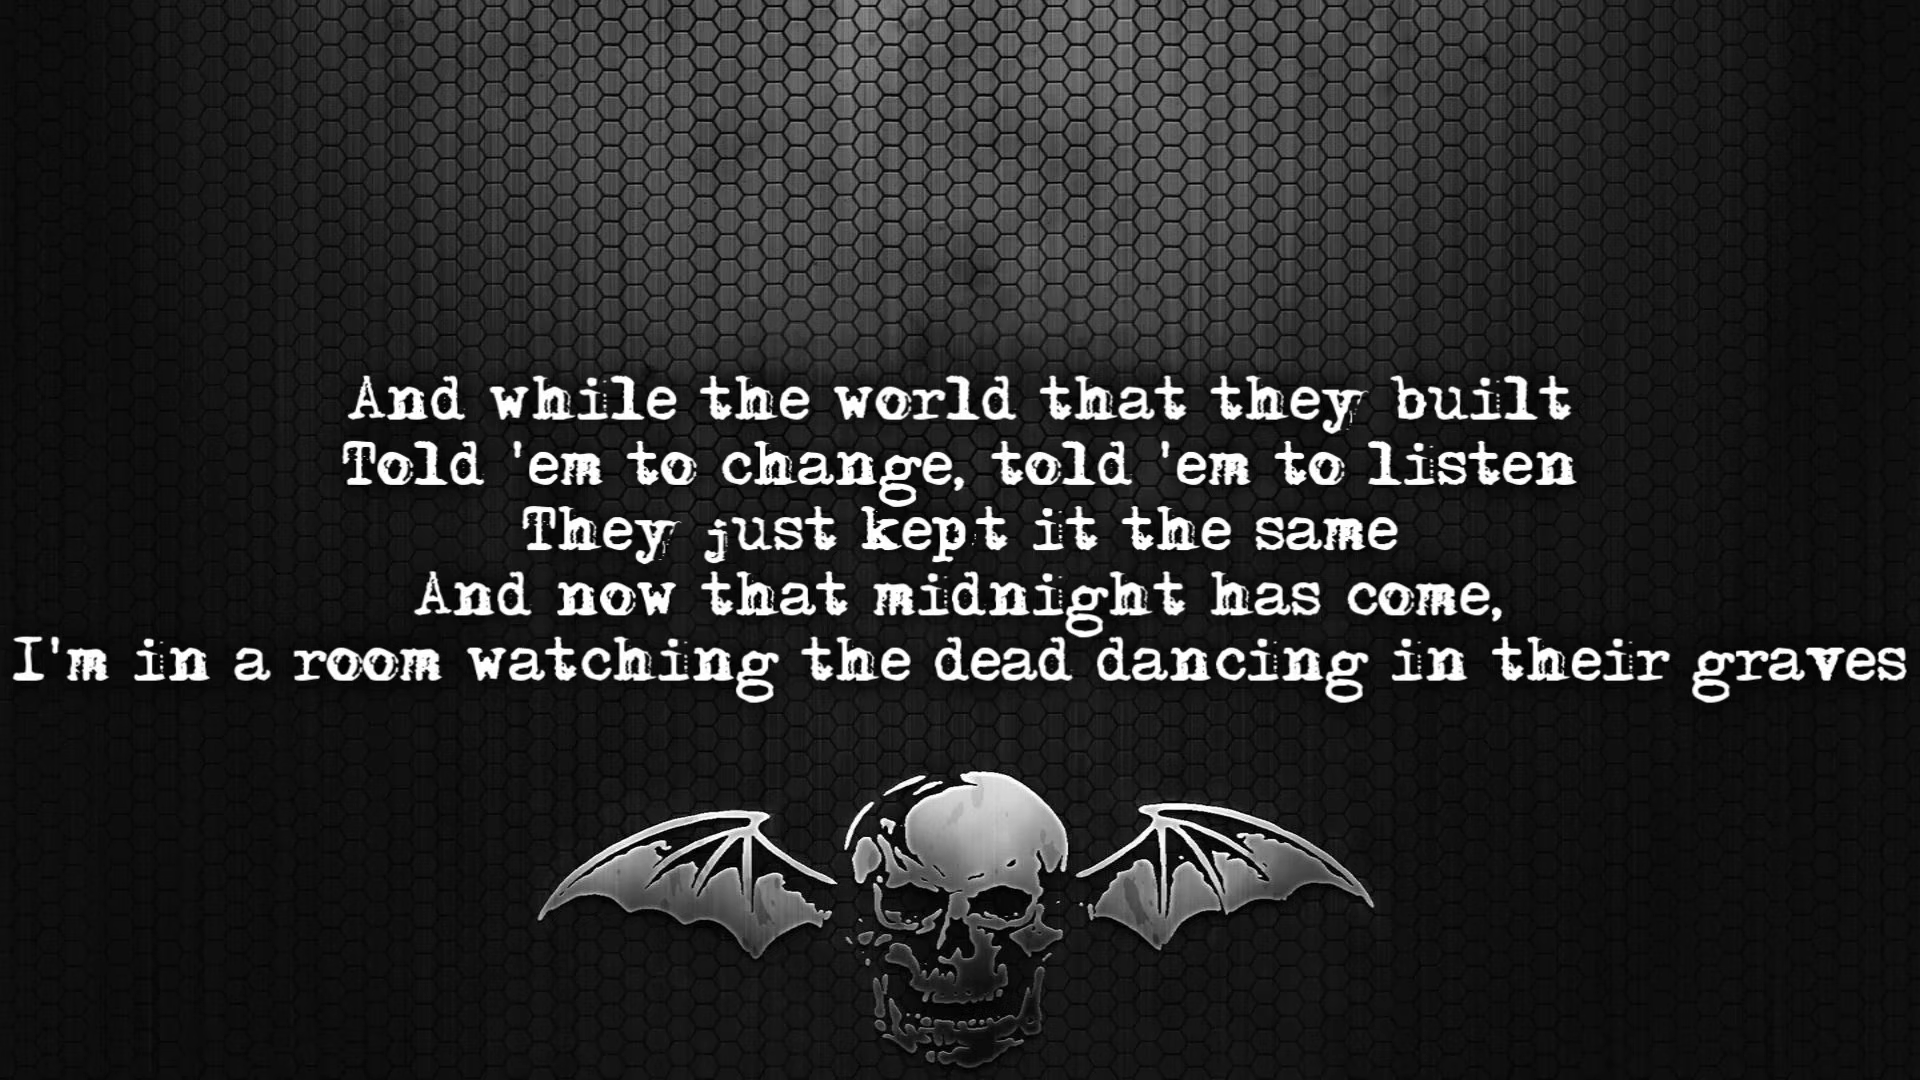 And while the world that they built
Told 'em to change, told 'em to listen
They just kept it the same
And now that midnight has come,
I'm in a room watching the dead dancing in their graves